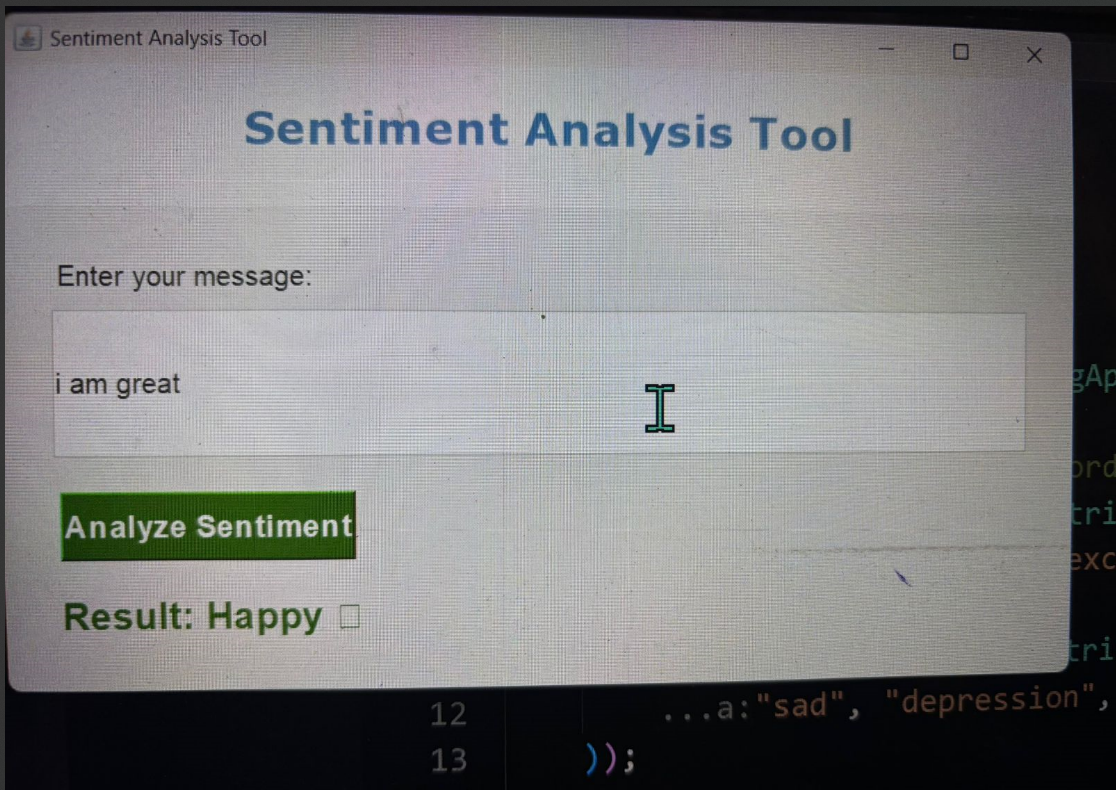 Sentiment Analysis Tool
Sentiment Analysis Tool
Enter your message:
i am great
Analyze Sentiment
Result: Happy □
gAp
ord
tri
exc
tri
12 ...a:"sad", "depression",
13 ));